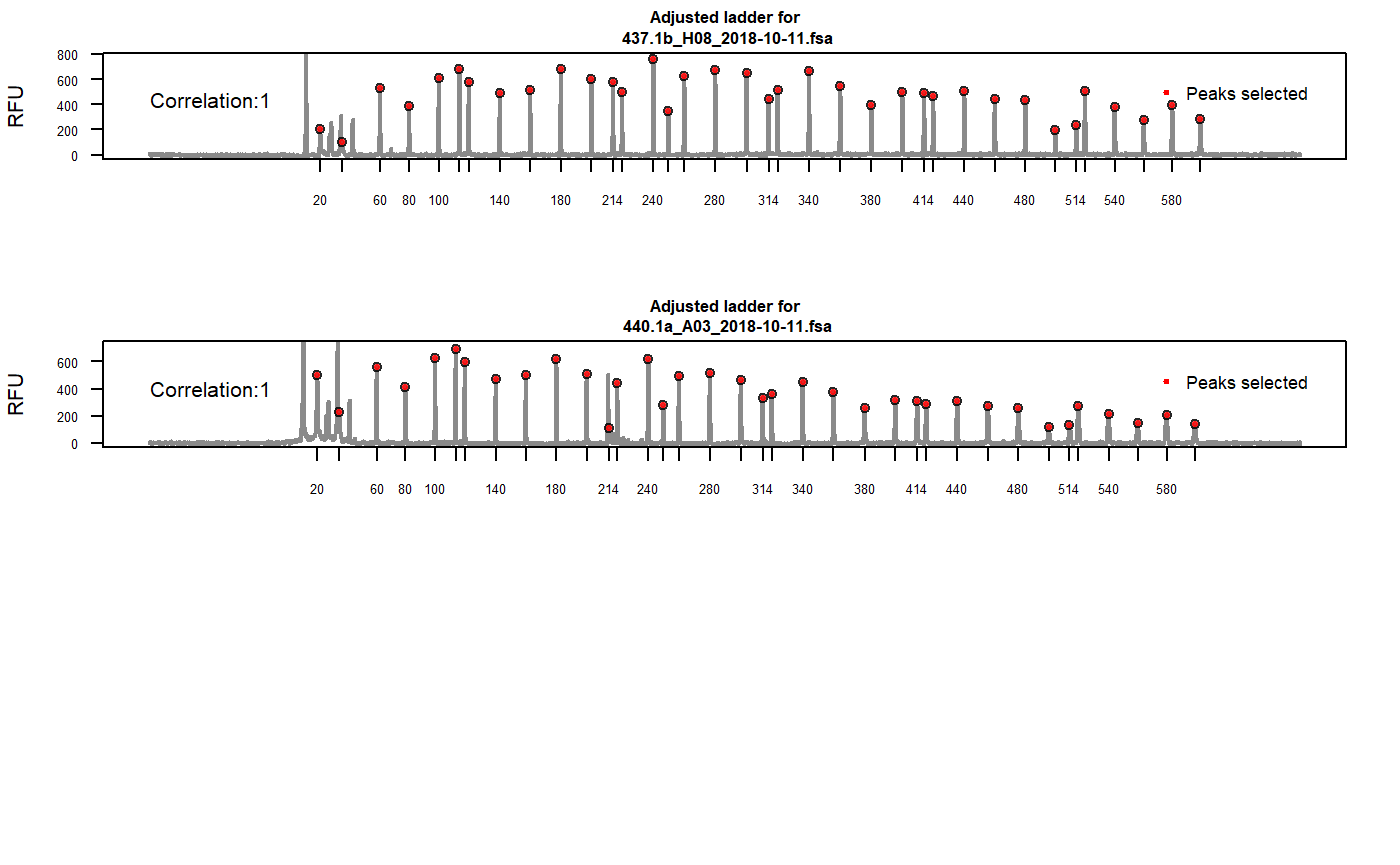 Adjusted ladder for
437.1b_H08_2018-10-11.fsa
RFU
800
600
400
200
0
Correlation:1
Peaks selected
20 60 80 100 140 180 214 240 280 314 340 380 414 440 480 514 540 580
Adjusted ladder for
440.1a_A03_2018-10-11.fsa
RFU
600
400
200
0
Correlation:1
Peaks selected
20 60 80 100 140 180 214 240 280 314 340 380 414 440 480 514 540 580